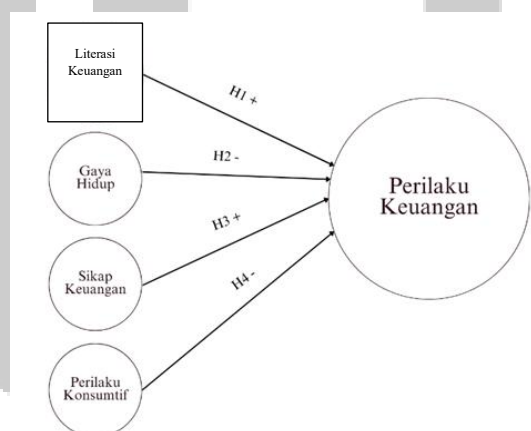 Literasi
Keuangan
H1 +
Gaya
Hidup
H2 -
Perilaku
Keuangan
Sikap
Keuangan
H3 +
H4 -
Perilaku
Konsumtif